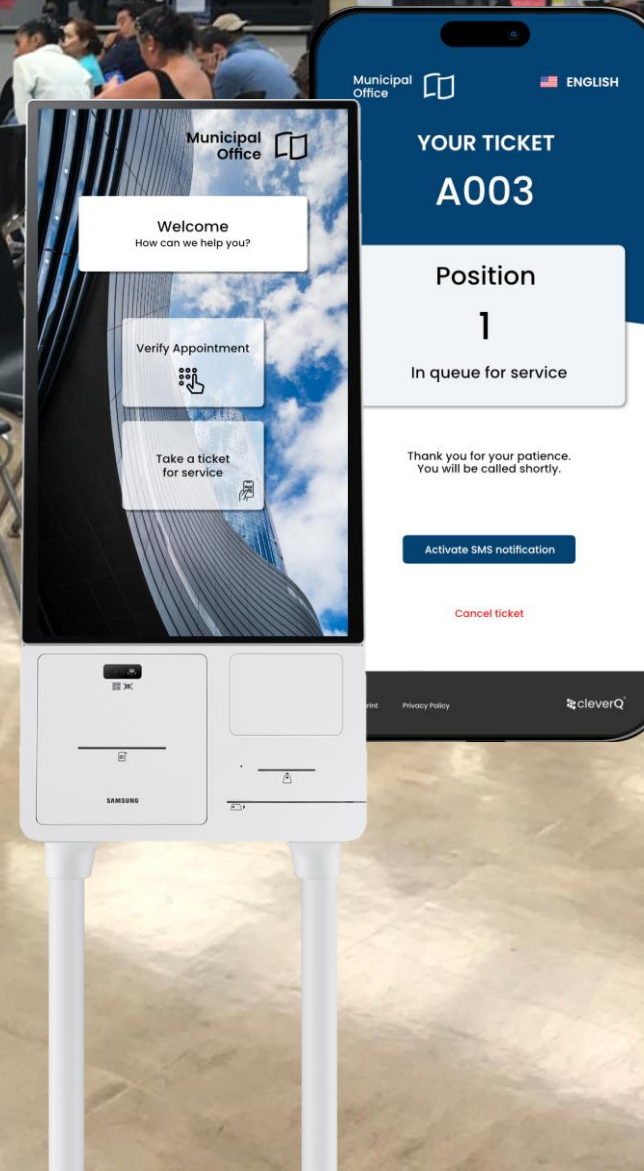 Municipal
Office
Welcome
How can we help you?
Verify Appointment
Take a ticket
for service
SAMSUNG
Municipal
Office
ENGLISH
YOUR TICKET
A003
Position
1
In queue for service
Thank you for your patience.
You will be called shortly.
Activate SMS notification
Cancel ticket
Privacy Policy
cleverQ